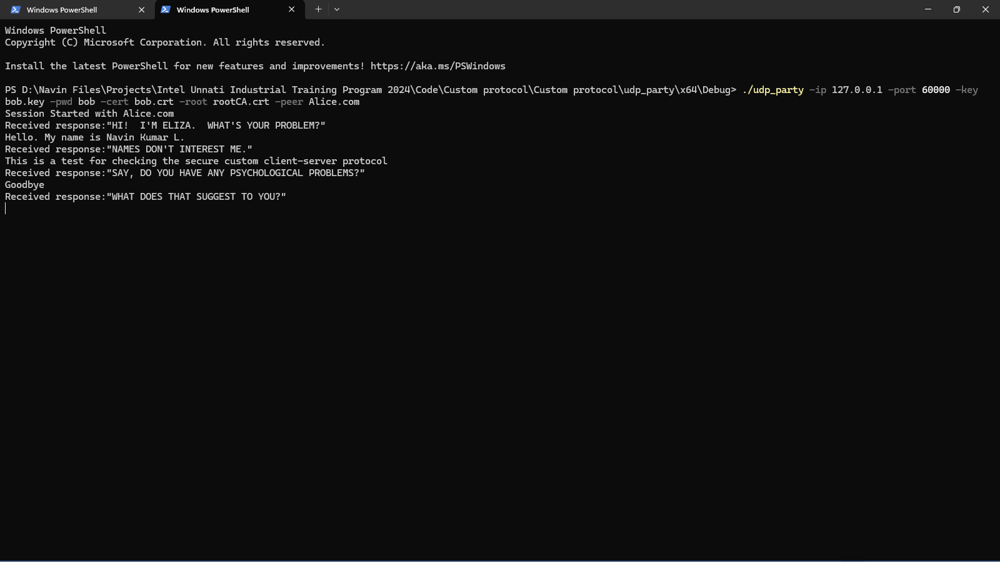 Windows PowerShell
Windows PowerShell
Windows PowerShell
Copyright (C) Microsoft Corporation. All rights reserved.
Install the latest PowerShell for new features and improvements! https://aka.ms/PSWindows
PS D:\Navin Files\Projects\Intel Unnati Industrial Training Program 2024\Code\Custom protocol\Custom protocol\udp_party\x64\Debug> ./udp_party -ip 127.0.0.1 -port 60000 -key
bob.key -pwd bob -cert bob.crt -root rootCA.crt -peer Alice.com
Session Started with Alice.com
Received response:"HI!  I'M ELIZA.  WHAT'S YOUR PROBLEM?"
Hello. My name is Navin Kumar L.
Received response:"NAMES DON'T INTEREST ME."
This is a test for checking the secure custom client-server protocol
Received response:"SAY, DO YOU HAVE ANY PSYCHOLOGICAL PROBLEMS?"
Goodbye
Received response:"WHAT DOES THAT SUGGEST TO YOU?"